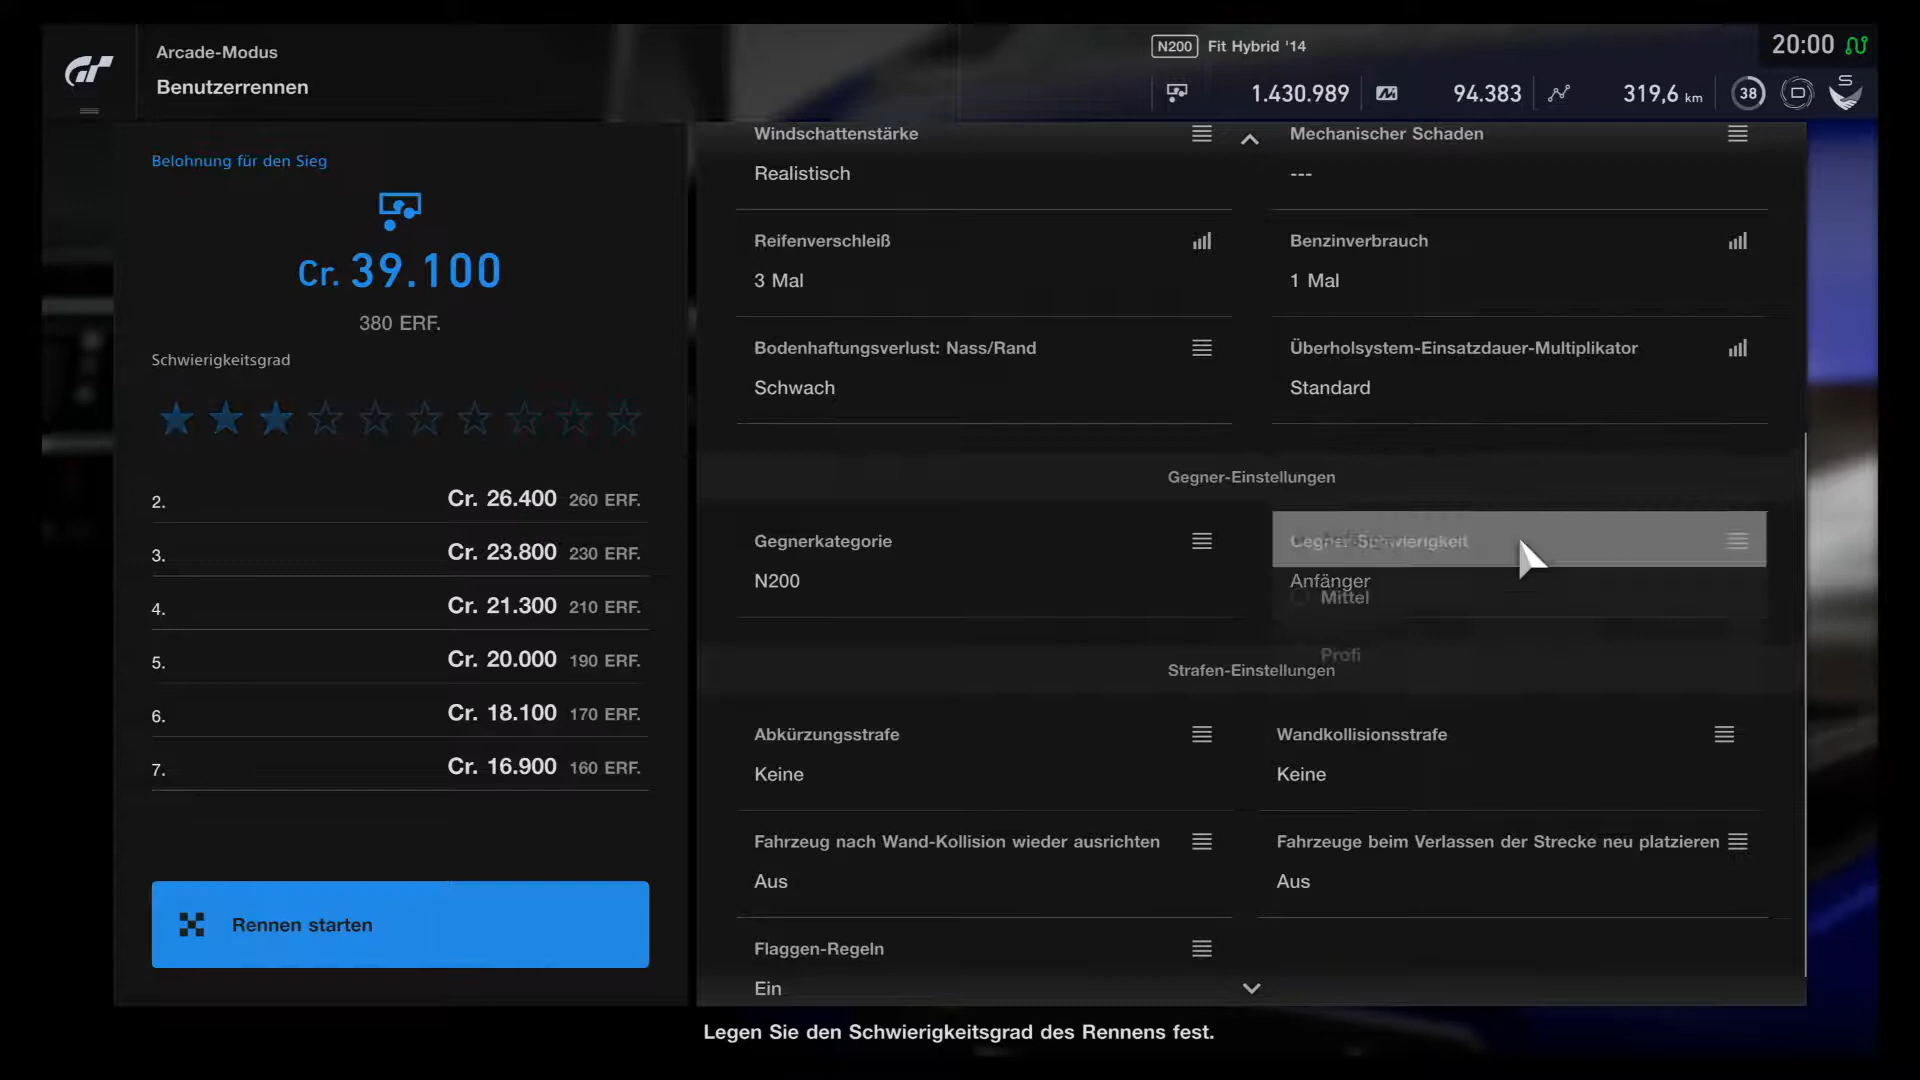 Arcade-Modus
Benutzerrennen
N200 Fit Hybrid '14
20:00
1.430.989
94.383
319,6 km
38
S
Belohnung für den Sieg
Cr. 39.100
380 ERF.
Schwierigkeitsgrad
2. Cr. 26.400 260 ERF.
3. Cr. 23.800 230 ERF.
4. Cr. 21.300 210 ERF.
5. Cr. 20.000 190 ERF.
6. Cr. 18.100 170 ERF.
7. Cr. 16.900 160 ERF.
Rennen starten
Windschattenstärke
Realistisch
Mechanischer Schaden
---
Reifenverschleiß
3 Mal
Benzinverbrauch
1 Mal
Bodenhaftungsverlust: Nass/Rand
Schwach
Überholsystem-Einsatzdauer-Multiplikator
Standard
Gegner-Einstellungen
Gegnerkategorie
N200
Gegner-Schwierigkeit
Anfänger
Mittel
Profi
Strafen-Einstellungen
Abkürzungsstrafe
Keine
Wandkollisionsstrafe
Keine
Fahrzeug nach Wand-Kollision wieder ausrichten
Aus
Fahrzeuge beim Verlassen der Strecke neu platzieren
Aus
Flaggen-Regeln
Ein
Legen Sie den Schwierigkeitsgrad des Rennens fest.